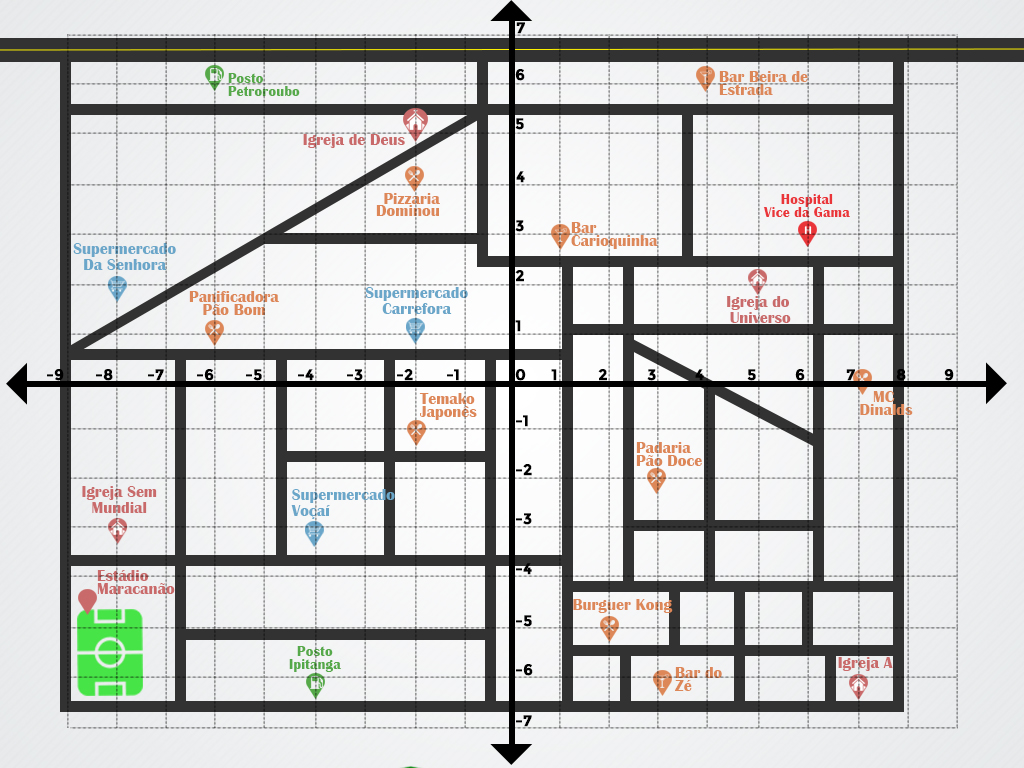 7
Posto
Petroroubo
6
Bar Beira de
Estrada
Igreja de Deus
5
Pizzaria
Dominou
4
Hospital
Vice da Gama
Supermercado
Da Senhora
3
Bar
Carioquinha
Panificadora
Pão Bom
Supermercado
Carrefora
2
Igreja do
Universo
1
-9 -8 -7 -6 -5 -4 -3 -2 -1 0 1 2 3 4 5 6 7 8 9
Temako
Japonês
-1
MC
Dinalds
Padaria
Pão Doce
-2
Igreja Sem
Mundial
Supermercado
Vocaí
-3
Estádio
Maracanão
-4
Burguer Kong
-5
Posto
Ipitanga
-6
Bar do
Zé
Igreja A
-7